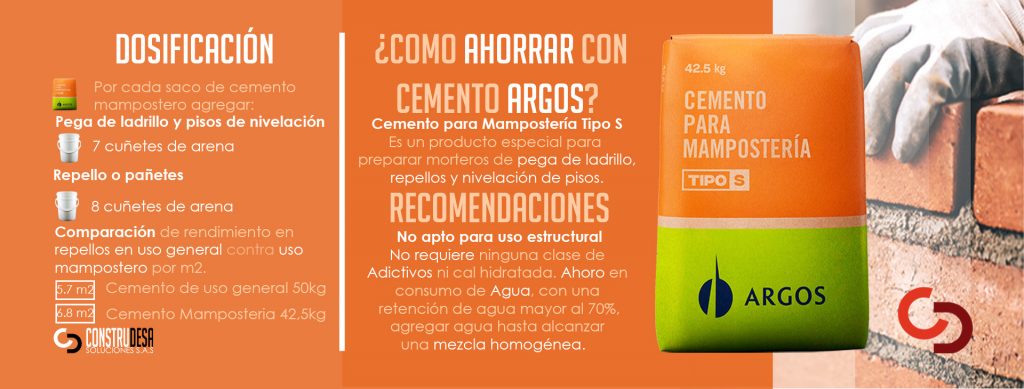 DOSIFICACIÓN
Por cada saco de cemento
mampostero agregar:
Pega de ladrillo y pisos de nivelación
7 cuñetes de arena
Repello o pañetes
8 cuñetes de arena
Comparación de rendimiento en
repellos en uso general contra uso
mampostero por m2.
5.7 m2 Cemento de uso general 50kg
6.8 m2 Cemento Mamposteria 42,5kg
CONSTRUDESA
SOLUCIONES S.A.S
¿COMO AHORRAR CON
CEMENTO ARGOS?
Cemento para Mampostería Tipo S
Es un producto especial para
preparar morteros de pega de ladrillo,
repellos y nivelación de pisos.
RECOMENDACIONES
No apto para uso estructural
No requiere ninguna clase de
Adictivos ni cal hidratada. Ahoro en
consumo de Agua, con una
retención de agua mayor al 70%,
agregar agua hasta alcanzar
una mezcla homogénea.
42.5 kg
CEMENTO
PARA
MAMPOSTERÍA
TIPO S
ARGOS